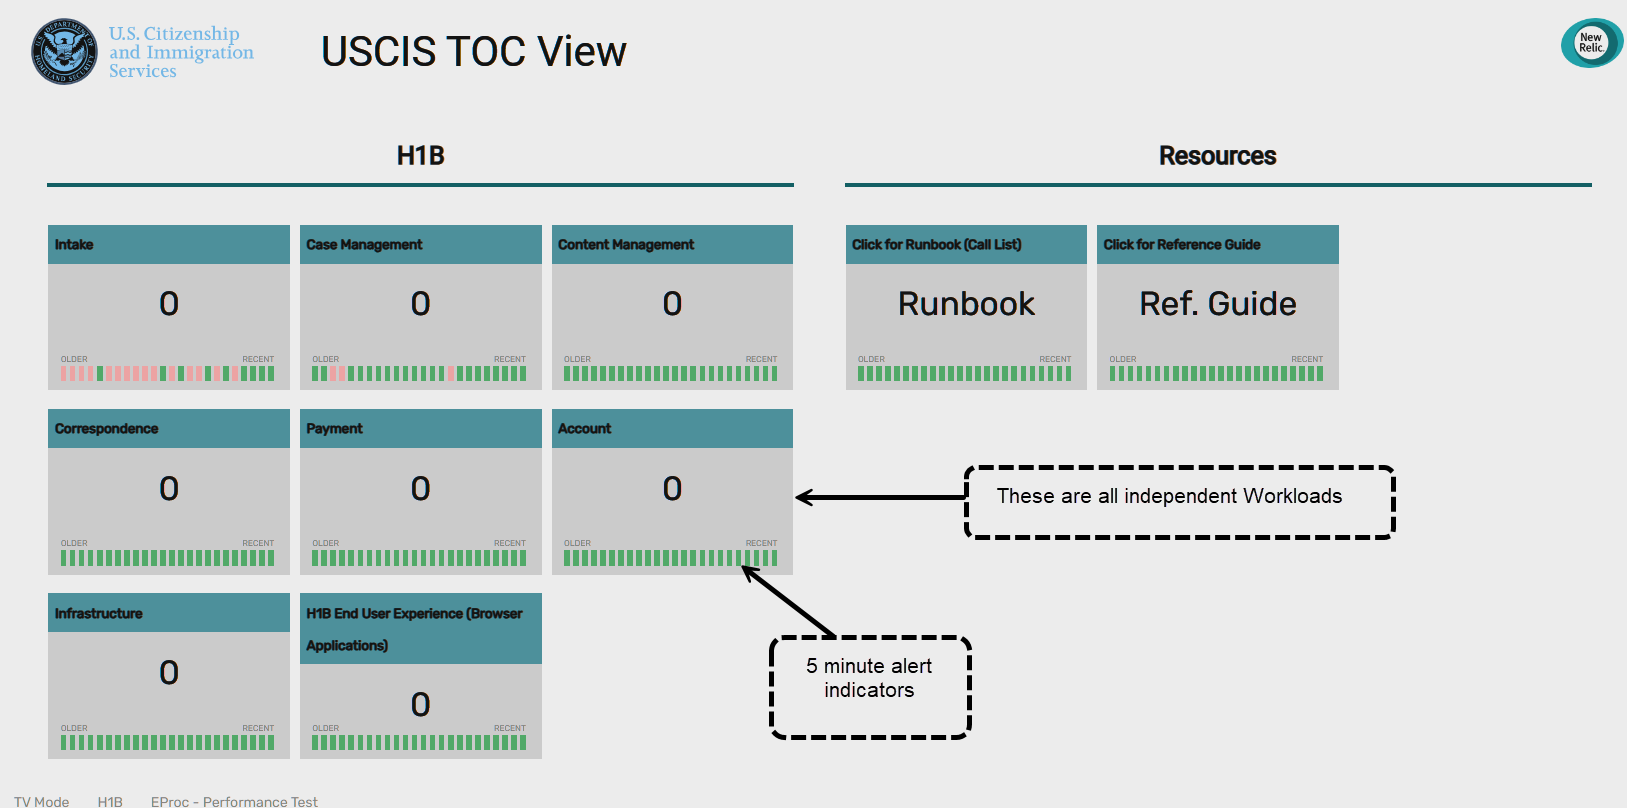 U.S. DEPARTMENT OF
HOMELAND SECURITY
U.S. Citizenship
and Immigration
Services
USCIS TOC View
New
Relic.
H1B
Resources
Intake
0
OLDER
RECENT
Case Management
0
OLDER
RECENT
Content Management
0
OLDER
RECENT
Click for Runbook (Call List)
Runbook
OLDER
RECENT
Click for Reference Guide
Ref. Guide
OLDER
RECENT
Correspondence
0
OLDER
RECENT
Payment
0
OLDER
RECENT
Account
0
OLDER
RECENT
These are all independent Workloads
Infrastructure
0
OLDER
RECENT
H1B End User Experience (Browser
Applications)
0
OLDER
RECENT
5 minute alert
indicators
TV Mode
H1B
EProc - Performance Test